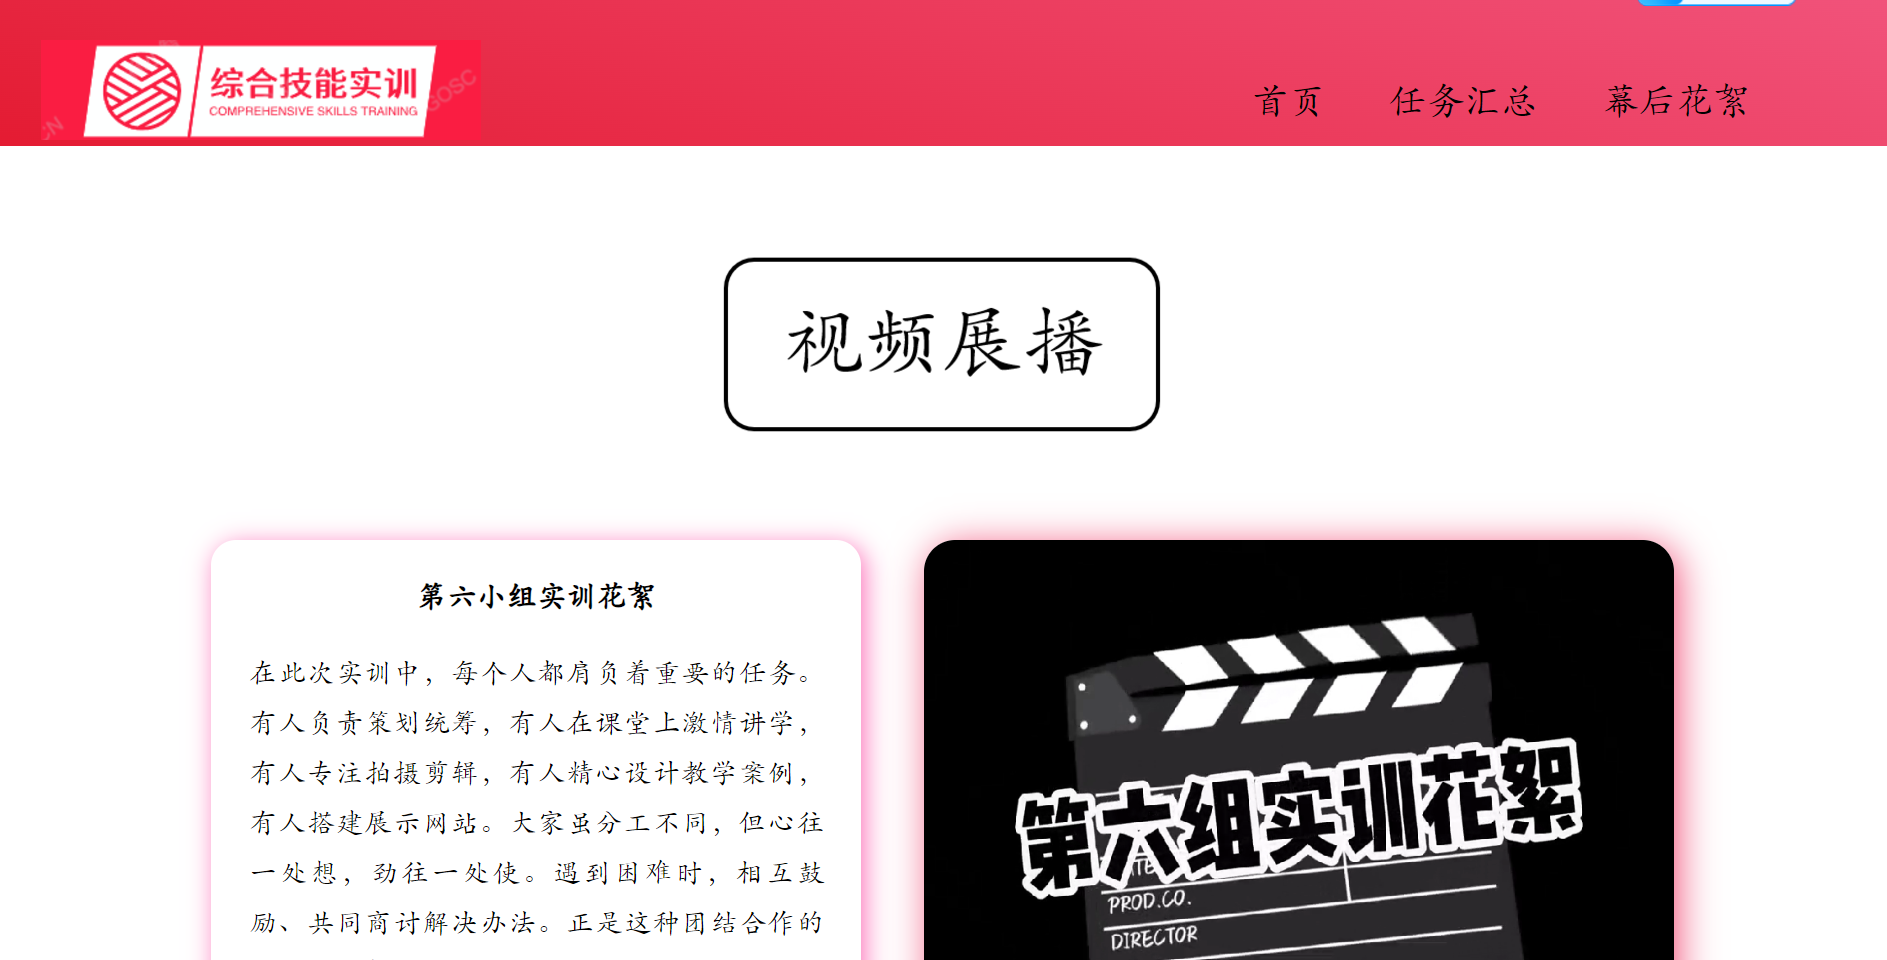 综合技能实训
COMPREHENSIVE SKILLS TRAINING
GOSC
CN
首页 任务汇总 幕后花絮
视频展播
第六小组实训花絮
在此次实训中，每个人都肩负着重要的任务。
有人负责策划统筹，有人在课堂上激情讲学，
有人专注拍摄剪辑，有人精心设计教学案例，
有人搭建展示网站。大家虽分工不同，但心往
一处想，劲往一处使。遇到困难时，相互鼓
励、共同商讨解决办法。正是这种团结合作的
第六组实训花絮
PROD.CO.
DIRECTOR